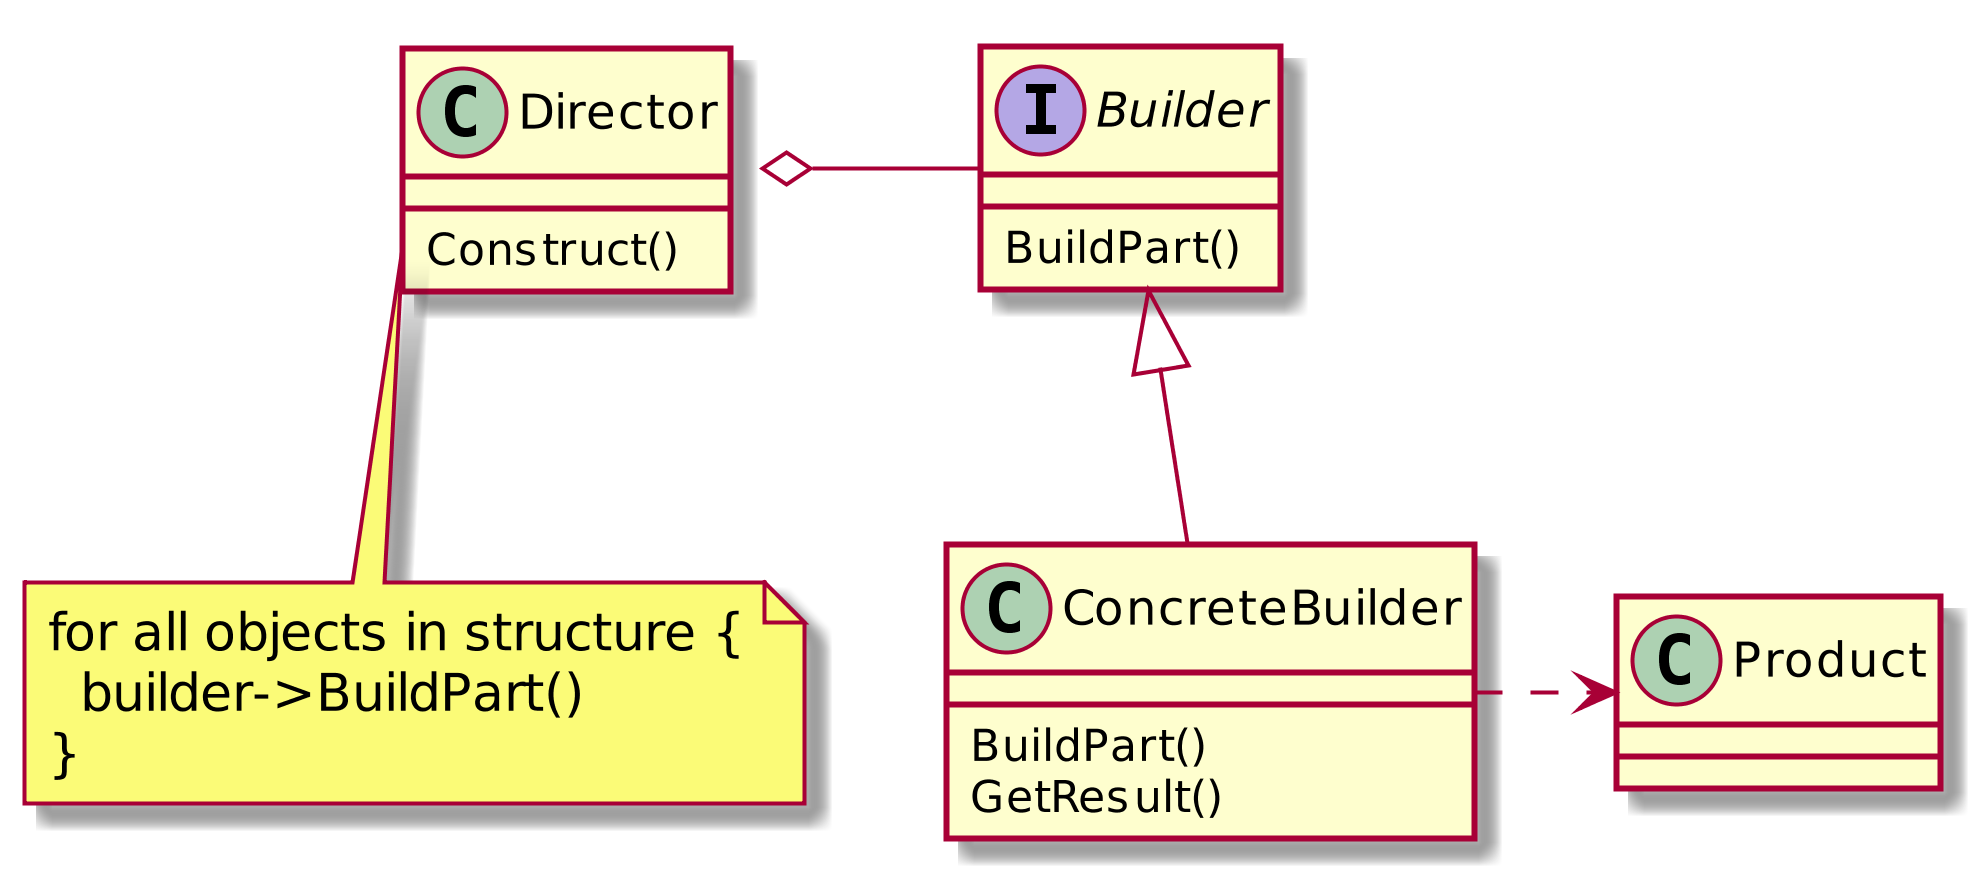 C Director
Construct()
I Builder
BuildPart()
for all objects in structure {
  builder->BuildPart()
}
C ConcreteBuilder
BuildPart()
GetResult()
C Product